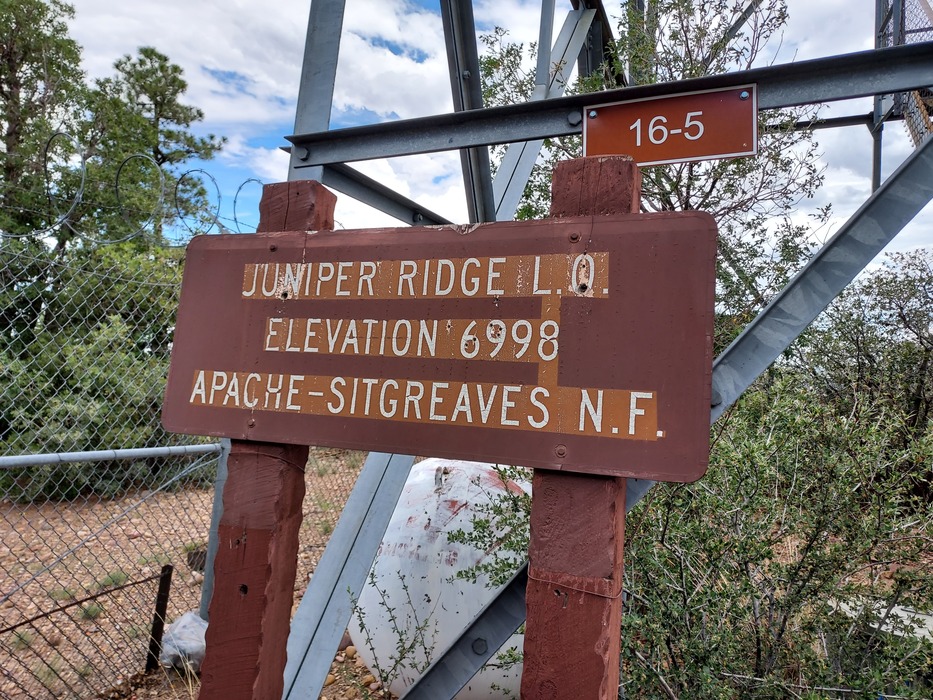 16-5
JUNIPER RIDGE L.O.
ELEVATION 6998
APACHE-SITGREAVES N.F.